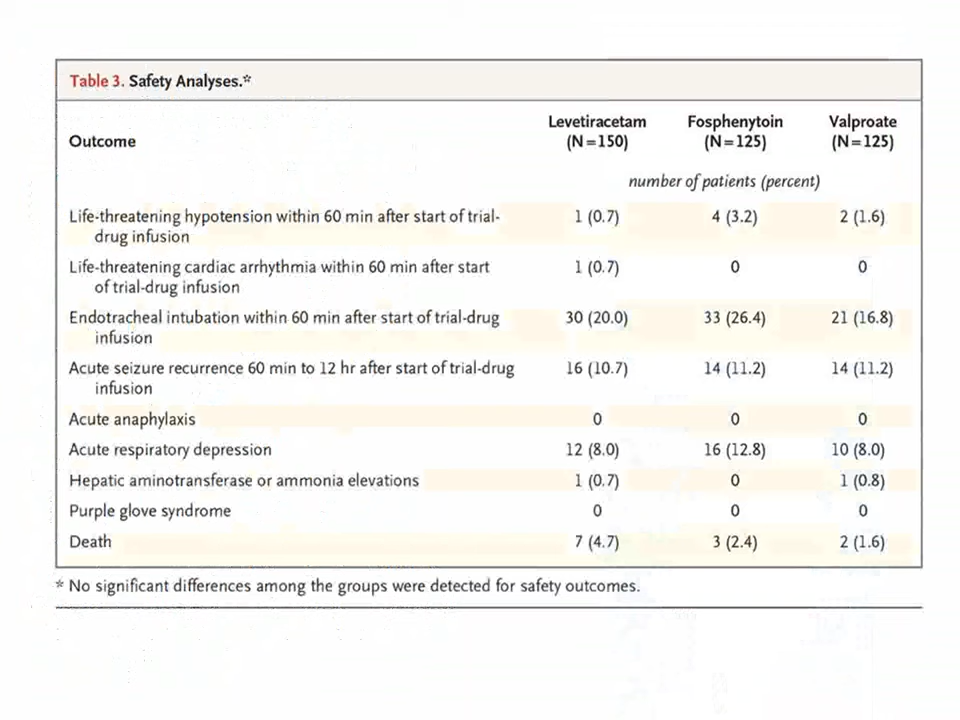 Table 3. Safety Analyses.*
Outcome Levetiracetam (N=150) Fosphenytoin (N=125) Valproate (N=125)
number of patients (percent)
Life-threatening hypotension within 60 min after start of trial- 1 (0.7) 4 (3.2) 2 (1.6)
drug infusion
Life-threatening cardiac arrhythmia within 60 min after start 1 (0.7) 0 0
of trial-drug infusion
Endotracheal intubation within 60 min after start of trial-drug 30 (20.0) 33 (26.4) 21 (16.8)
infusion
Acute seizure recurrence 60 min to 12 hr after start of trial-drug 16 (10.7) 14 (11.2) 14 (11.2)
infusion
Acute anaphylaxis 0 0 0
Acute respiratory depression 12 (8.0) 16 (12.8) 10 (8.0)
Hepatic aminotransferase or ammonia elevations 1 (0.7) 0 1 (0.8)
Purple glove syndrome 0 0 0
Death 7 (4.7) 3 (2.4) 2 (1.6)
* No significant differences among the groups were detected for safety outcomes.